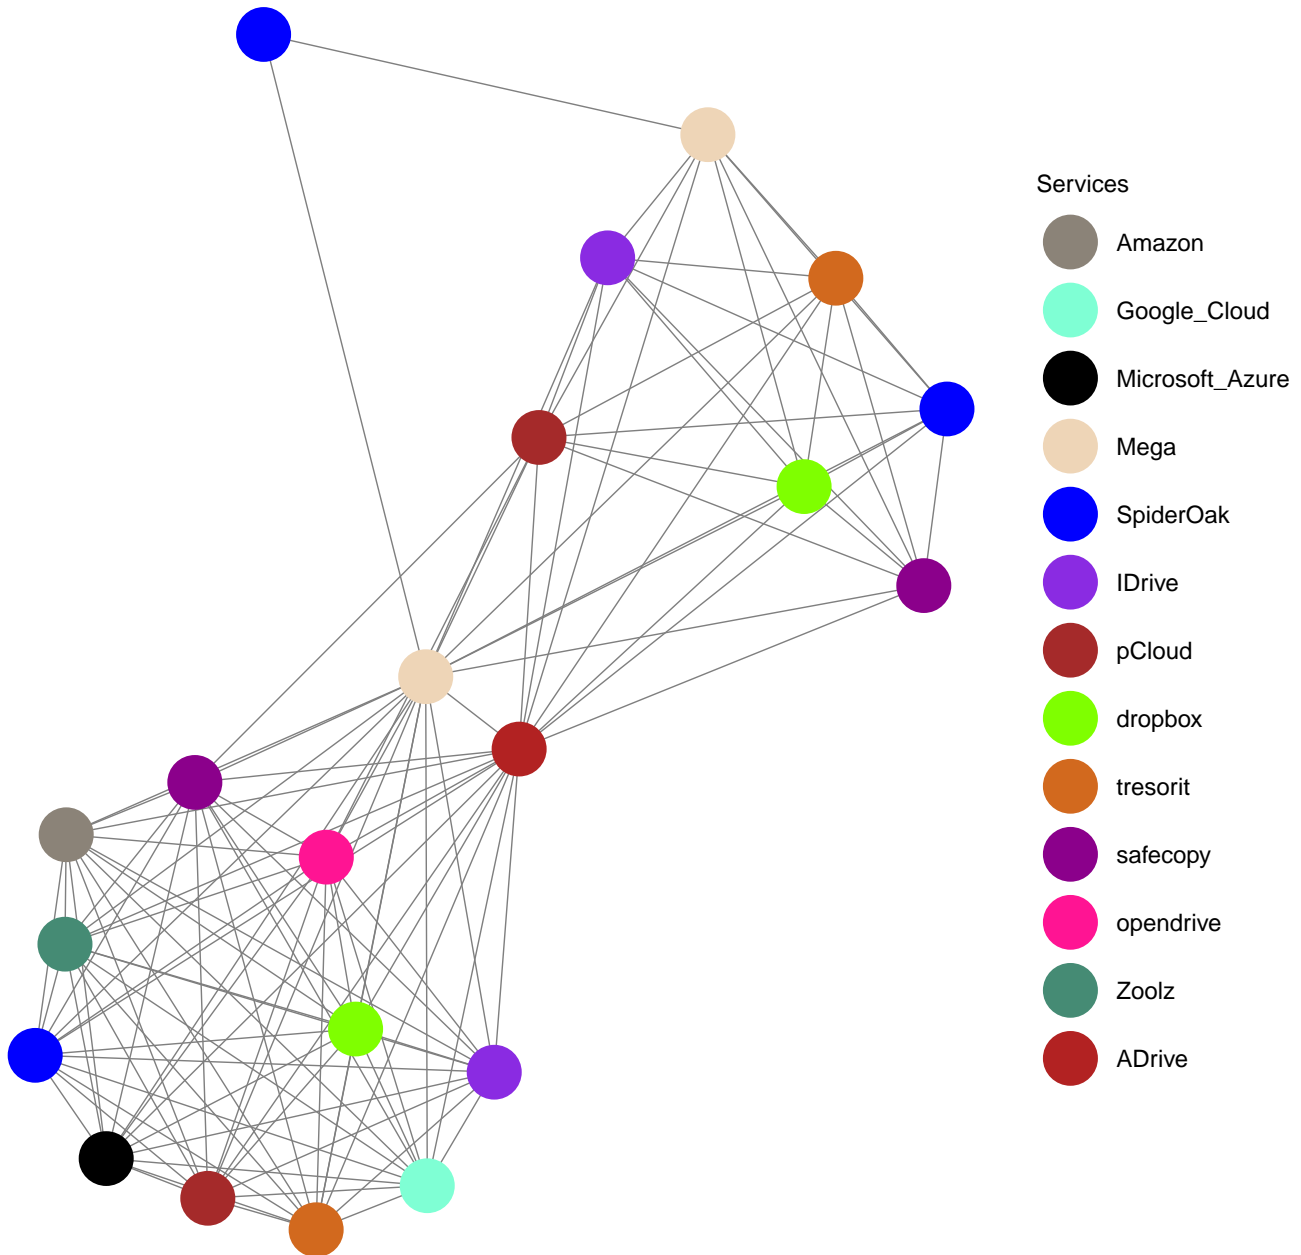 Services
Amazon
Google_Cloud
Microsoft_Azure
Mega
SpiderOak
IDrive
pCloud
dropbox
tresorit
safecopy
opendrive
Zoolz
ADrive